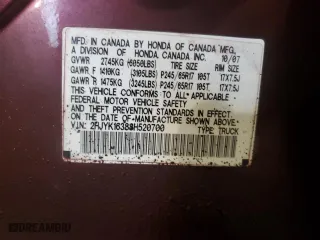 MFD. IN CANADA BY HONDA OF CANADA MFG.,
A DIVISION OF HONDA CANADA INC. 10/07
GVWR 2745KG (6050LBS) TIRE SIZE RIM SIZE
GAWR F 1410KG (3105LBS) P245/65R17 105T 17X7.5J
GAWR R 1475KG (3245LBS) P245/65R17 105T 17X7.5J
THIS VEHICLE CONFORMS TO ALL APPLICABLE
FEDERAL MOTOR VEHICLE SAFETY
STANDARDS IN EFFECT ON THE DATE OF
MANUFACTURE SHOWN ABOVE.
V.I.N.: TYPE: TRUCK
DREAMBID